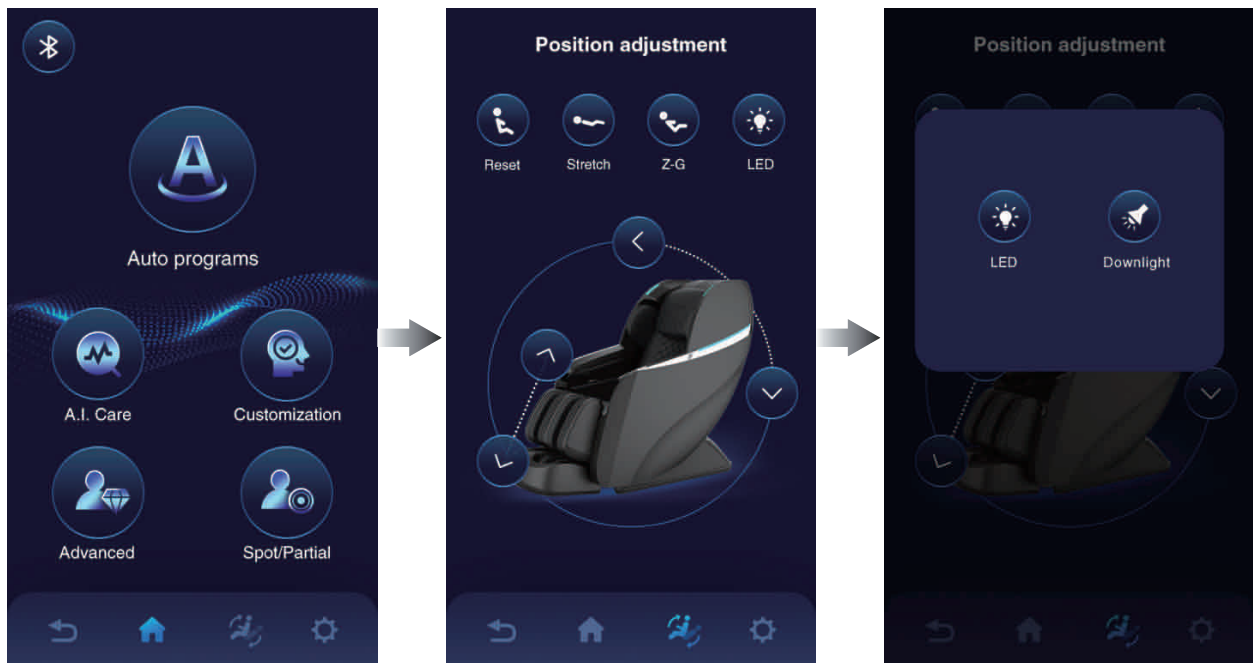 A
Auto programs
A.I. Care
Customization
Advanced
Spot/Partial
Position adjustment
Reset
Stretch
Z-G
LED
Position adjustment
LED
Downlight